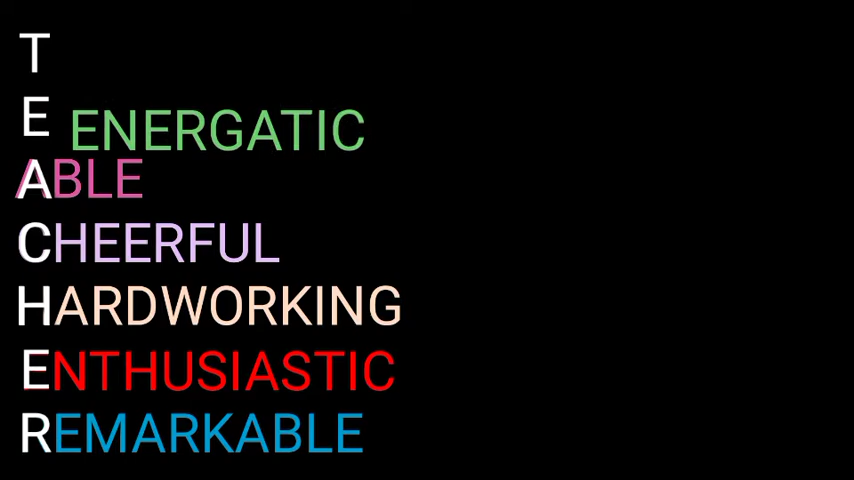 T
E ENERGATIC
ABLE
CHEERFUL
HARDWORKING
ENTHUSIASTIC
REMARKABLE